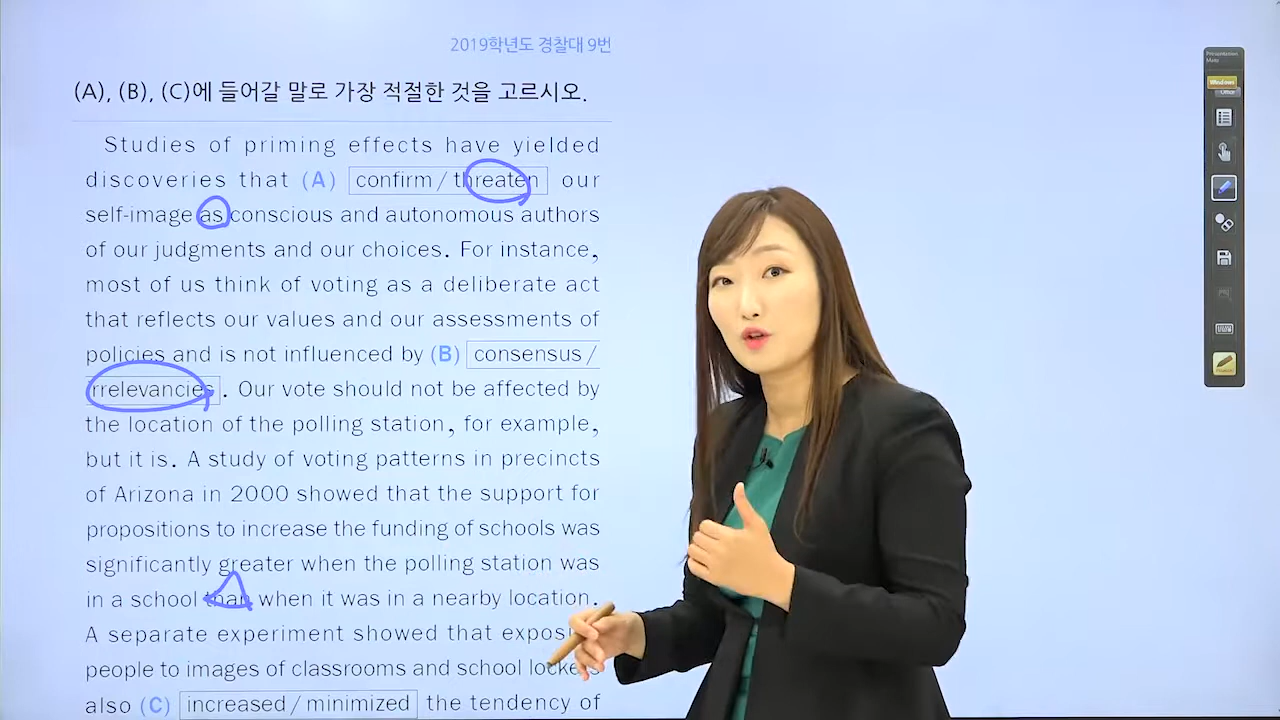 2019학년도 경찰대 9번
(A), (B), (C)에 들어갈 말로 가장 적절한 것을 고르시오.
Studies of priming effects have yielded
discoveries that (A) confirm / threaten our
self-image as conscious and autonomous authors
of our judgments and our choices. For instance,
most of us think of voting as a deliberate act
that reflects our values and our assessments of
policies and is not influenced by (B) consensus /
irrelevancies. Our vote should not be affected by
the location of the polling station, for example,
but it is. A study of voting patterns in precincts
of Arizona in 2000 showed that the support for
propositions to increase the funding of schools was
significantly greater when the polling station was
in a school than when it was in a nearby location.
A separate experiment showed that
people to images of classrooms and school
also (C) increased / minimized the tendency of
Windows
Office